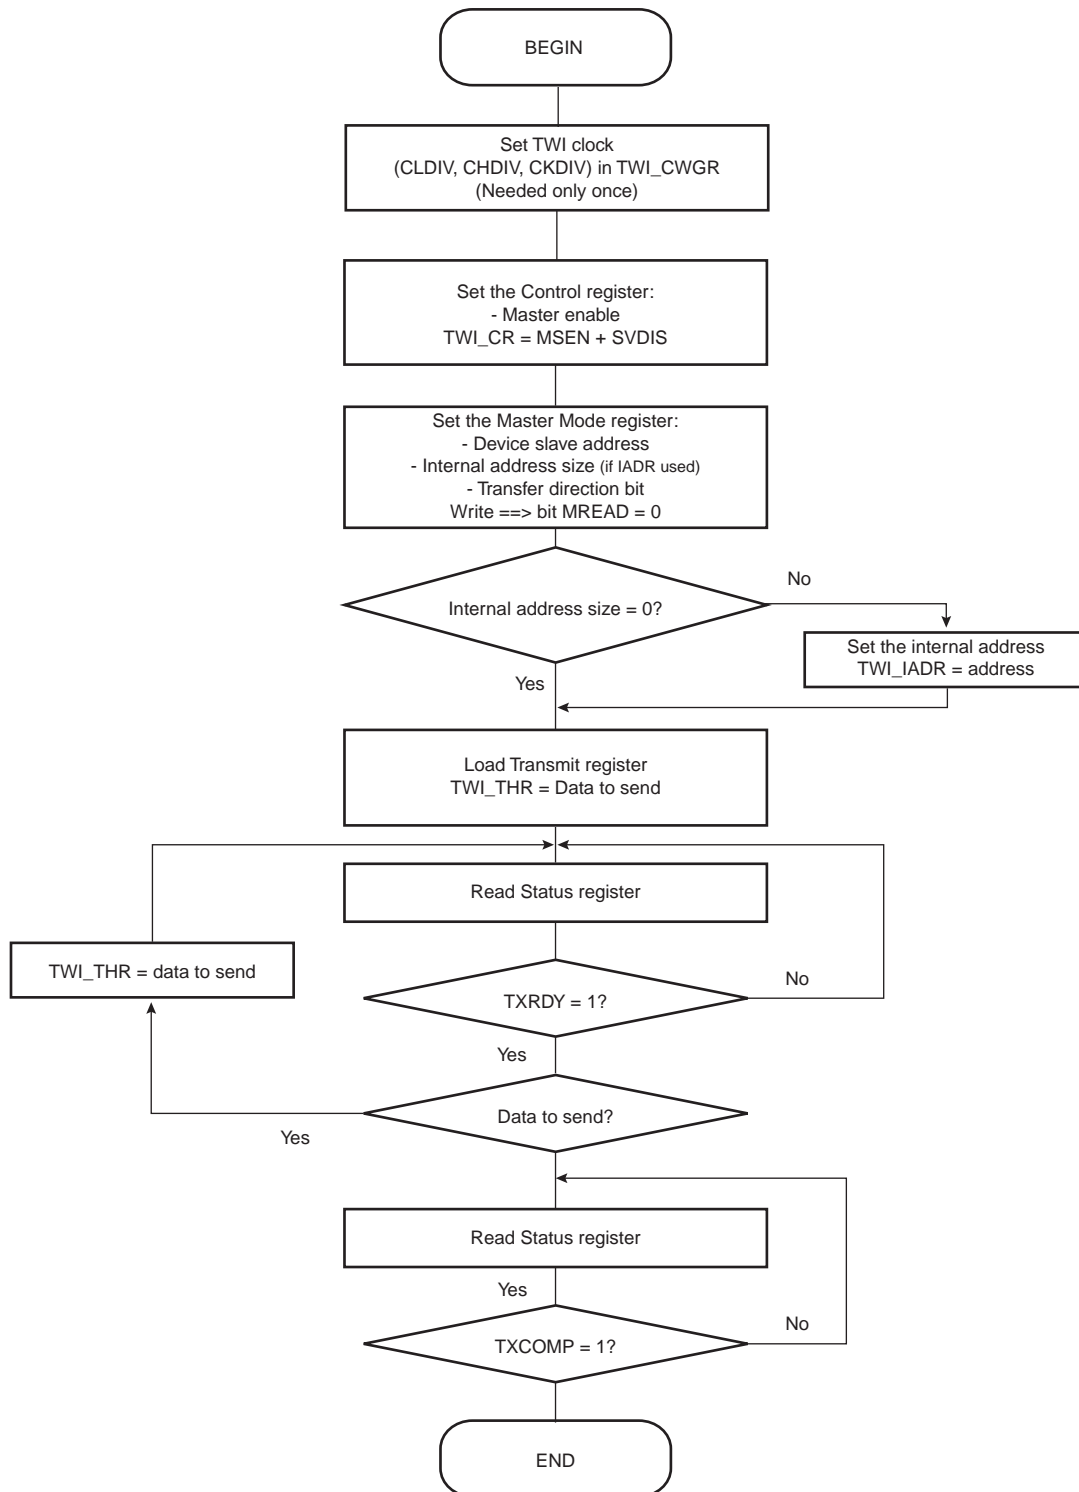 BEGIN
Set TWI clock
(CLDIV, CHDIV, CKDIV) in TWI_CWGR
(Needed only once)
Set the Control register:
- Master enable
TWI_CR = MSEN + SVDIS
Set the Master Mode register:
- Device slave address
- Internal address size (if IADR used)
- Transfer direction bit
Write ==> bit MREAD = 0
No
Internal address size = 0?
Set the internal address
TWI_IADR = address
Yes
Load Transmit register
TWI_THR = Data to send
Read Status register
TWI_THR = data to send
No
TXRDY = 1?
Yes
Data to send?
Yes
Read Status register
Yes
No
TXCOMP = 1?
END